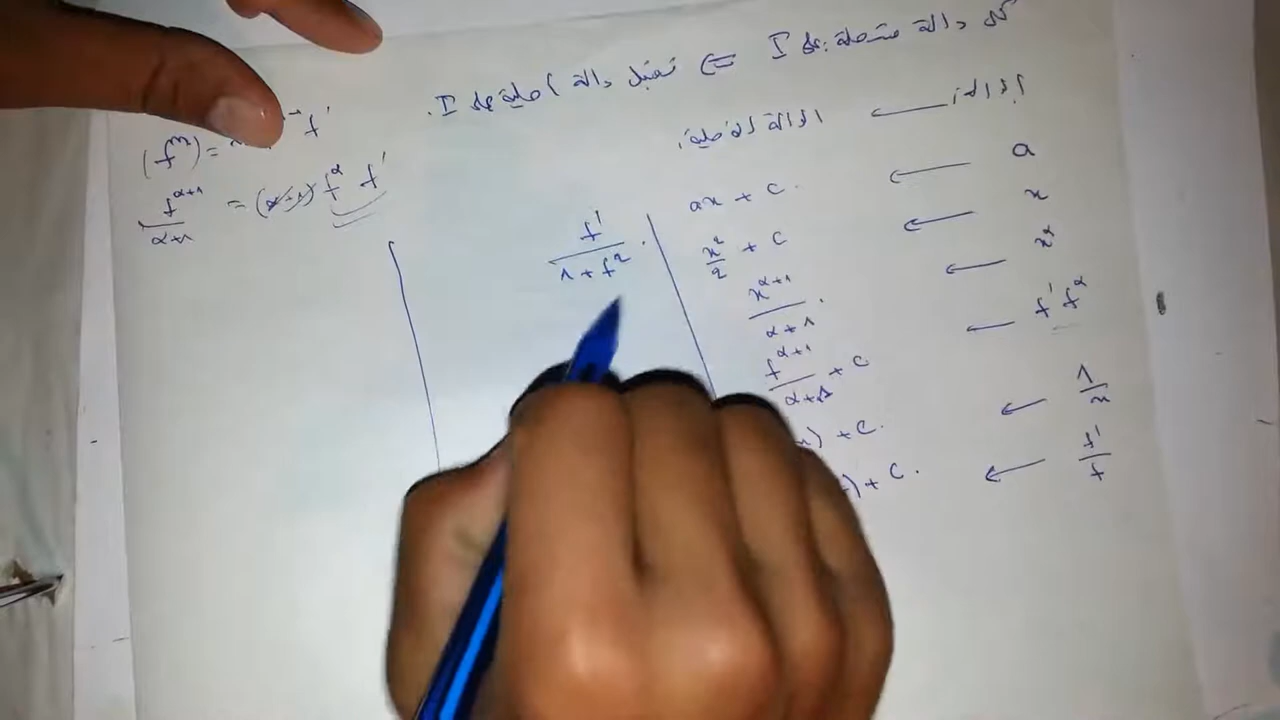 كل دالة متصلة على I ⇐ تقبل دالة أصلية على I.
الدالة ← الدالة الأصلية
a ← ax + c.
x ← x²/2 + c
x^α ← x^(α+1)/(α+1).
f' f^α ← f^(α+1)/(α+1) + c
1/x ← ) + c.
f'/f ← ) + c.
f'/(1+f²).
(f^n)' = f'
f^(α+1)/(α+1) = (α+1) f^α f'